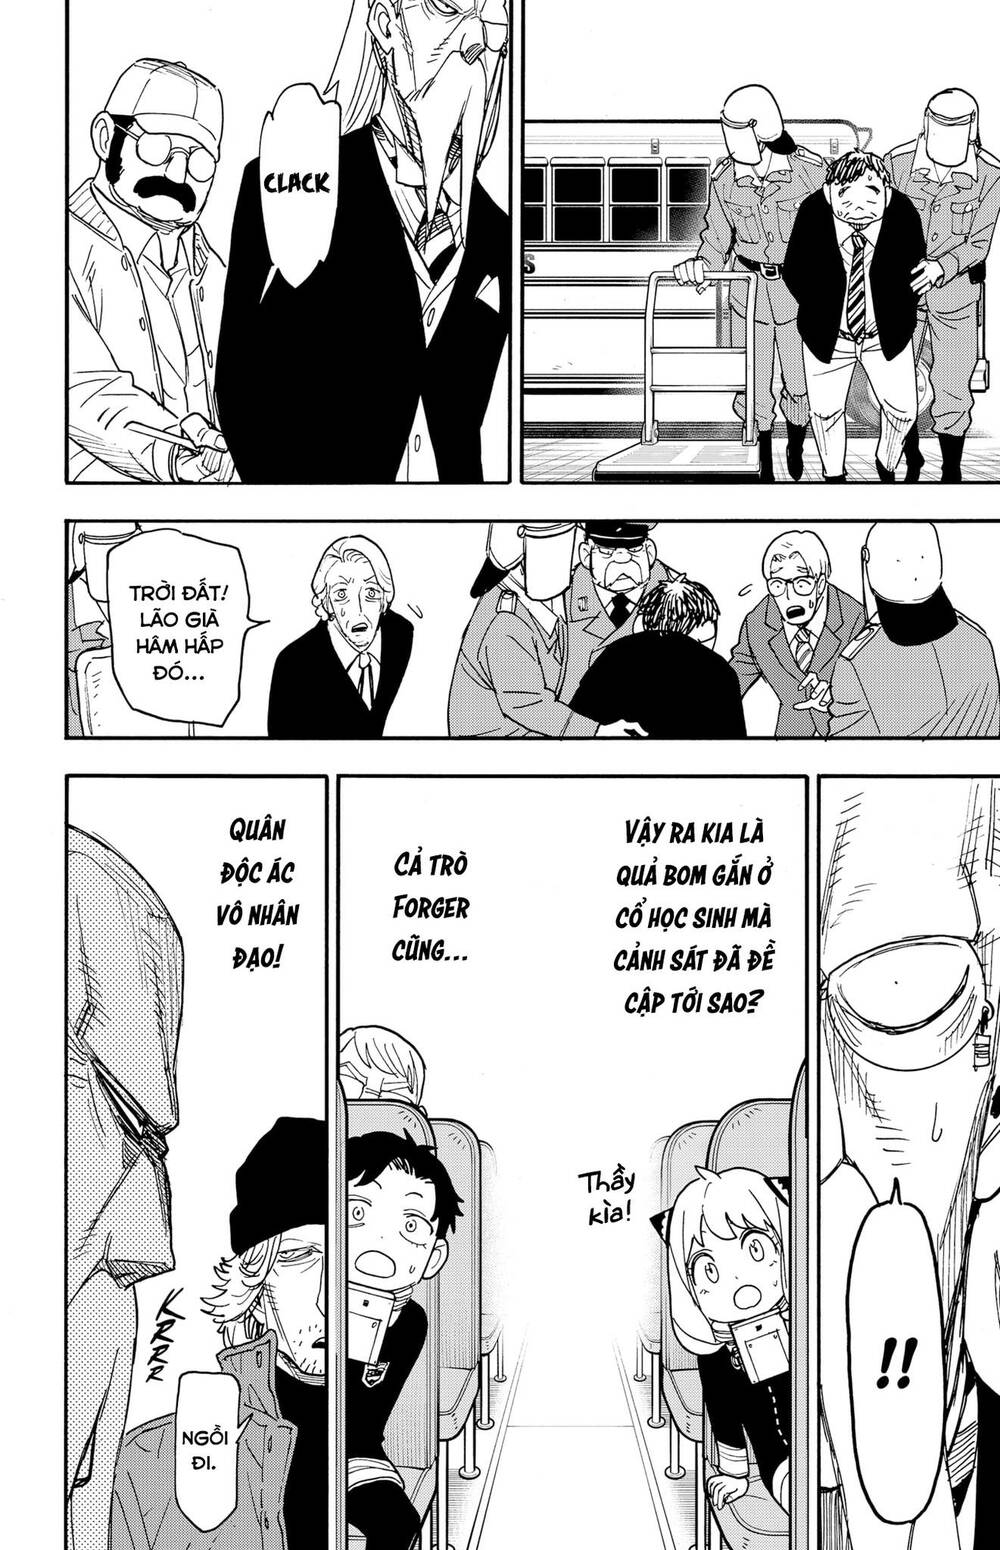 CLACK
S
TRỜI ĐẤT!
LÃO GIÀ
HÂM HẤP
ĐÓ...
!!
VẬY RA KIA LÀ
QUẢ BOM GẮN Ở
CỔ HỌC SINH MÀ
CẢNH SÁT ĐÃ ĐỀ
CẬP TỚI SAO?
Thầy
kìa!
CẢ TRÒ
FORGER
CŨNG...
QUÂN
ĐỘC ÁC
VÔ NHÂN
ĐẠO!
KRRR
NGỒI
ĐI.